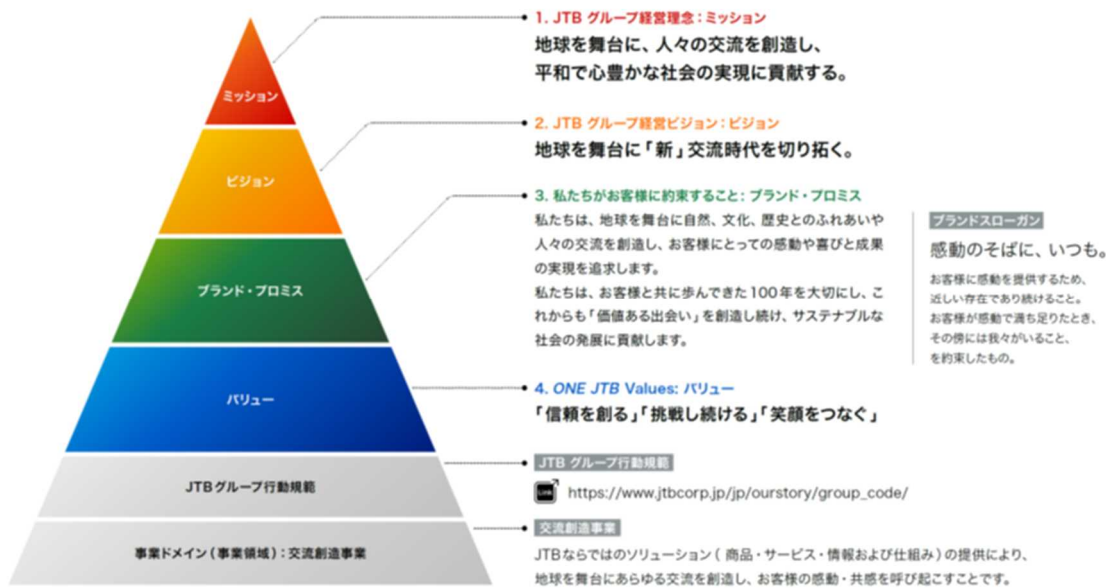 ミッション
ビジョン
ブランド・プロミス
バリュー
JTBグループ行動規範
事業ドメイン(事業領域):交流創造事業
1. JTB グループ経営理念:ミッション
地球を舞台に、人々の交流を創造し、
平和で心豊かな社会の実現に貢献する。
2. JTB グループ経営ビジョン:ビジョン
地球を舞台に「新」交流時代を切り拓く。
3. 私たちがお客様に約束すること: ブランド・プロミス
私たちは、地球を舞台に自然、文化、歴史とのふれあいや
人々の交流を創造し、お客様にとっての感動や喜びと成果
の実現を追求します。
私たちは、お客様と共に歩んできた100年を大切にし、こ
れからも「価値ある出会い」を創造し続け、サステナブルな
社会の発展に貢献します。
ブランドスローガン
感動のそばに、いつも。
お客様に感動を提供するため、
近しい存在であり続けること。
お客様が感動で満ち足りたとき、
その傍には我々がいること、
を約束したもの。
4. ONE JTB Values: バリュー
「信頼を創る」「挑戦し続ける」「笑顔をつなぐ」
JTB グループ行動規範
Link
https://www.jtbcorp.jp/jp/ourstory/group_code/
交流創造事業
JTBならではのソリューション( 商品・サービス・情報および仕組み)の提供により、
地球を舞台にあらゆる交流を創造し、お客様の感動・共感を呼び起こすことです。